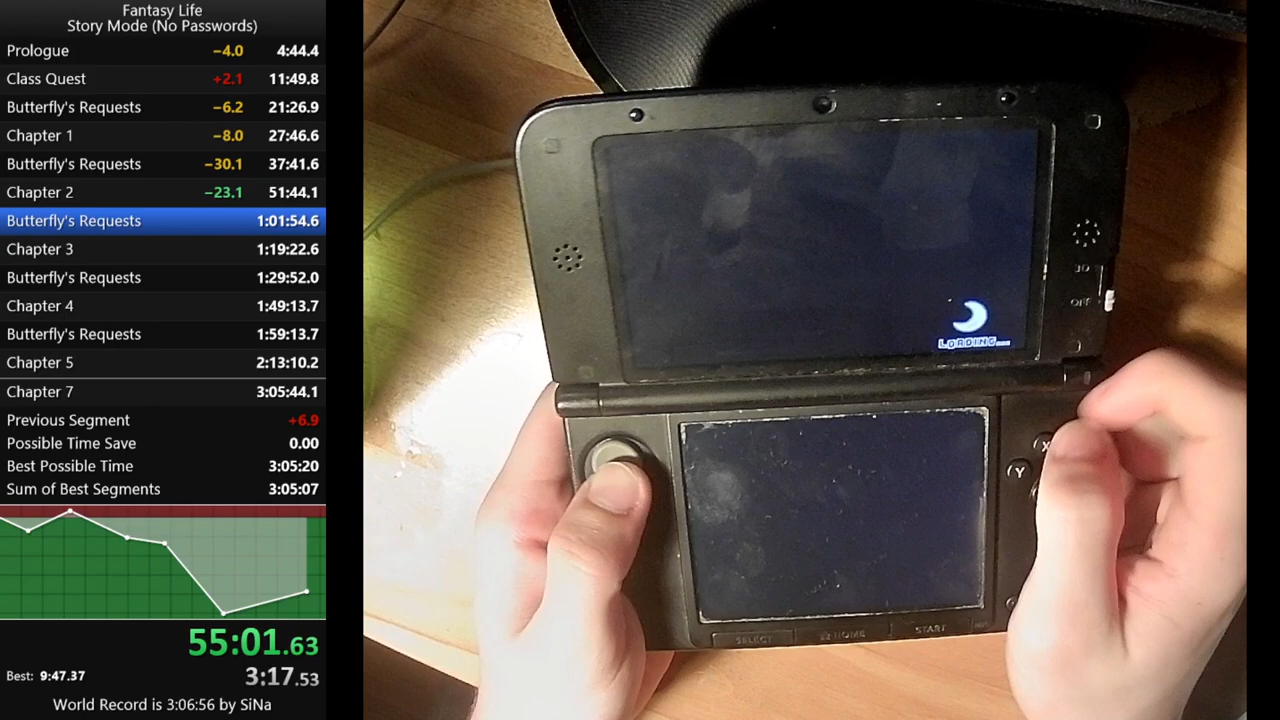 Fantasy Life
Story Mode (No Passwords)
Prologue −4.0 4:44.4
Class Quest +2.1 11:49.8
Butterfly's Requests −6.2 21:26.9
Chapter 1 −8.0 27:46.6
Butterfly's Requests −30.1 37:41.6
Chapter 2 −23.1 51:44.1
Butterfly's Requests 1:01:54.6
Chapter 3 1:19:22.6
Butterfly's Requests 1:29:52.0
Chapter 4 1:49:13.7
Butterfly's Requests 1:59:13.7
Chapter 5 2:13:10.2
Chapter 7 3:05:44.1
Previous Segment +6.9
Possible Time Save 0.00
Best Possible Time 3:05:20
Sum of Best Segments 3:05:07
55:01.63
Best: 9:47.37 3:17.53
World Record is 3:06:56 by SiNa
3D
OFF
LOADING...
X
Y
SELECT HOME START